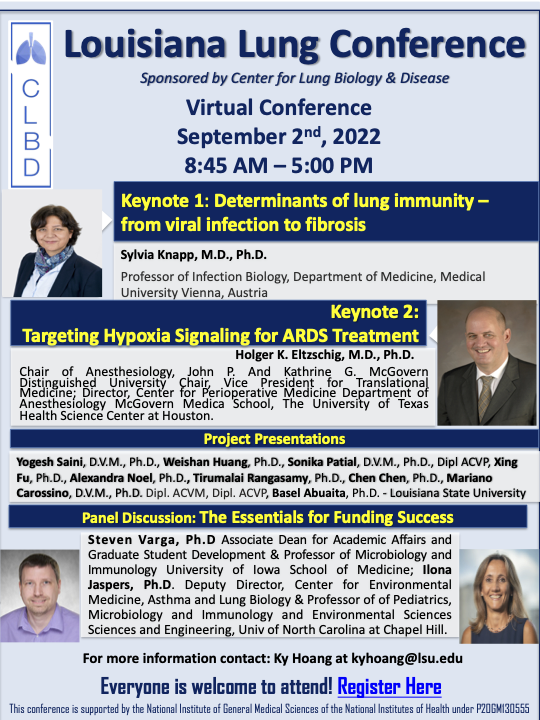 C
L
B
D
Louisiana Lung Conference
Sponsored by Center for Lung Biology & Disease
Virtual Conference
September 2nd, 2022
8:45 AM – 5:00 PM
Keynote 1: Determinants of lung immunity –
from viral infection to fibrosis
Sylvia Knapp, M.D., Ph.D.
Professor of Infection Biology, Department of Medicine, Medical
University Vienna, Austria
Keynote 2:
Targeting Hypoxia Signaling for ARDS Treatment
Holger K. Eltzschig, M.D., Ph.D.
Chair of Anesthesiology, John P. And Kathrine G. McGovern
Distinguished University Chair, Vice President for Translational
Medicine; Director, Center for Perioperative Medicine Department of
Anesthesiology McGovern Medica School, The University of Texas
Health Science Center at Houston.
Project Presentations
Yogesh Saini, D.V.M., Ph.D., Weishan Huang, Ph.D., Sonika Patial, D.V.M., Ph.D., Dipl ACVP, Xing
Fu, Ph.D., Alexandra Noel, Ph.D., Tirumalai Rangasamy, Ph.D., Chen Chen, Ph.D., Mariano
Carossino, D.V.M., Ph.D. Dipl. ACVM, Dipl. ACVP, Basel Abuaita, Ph.D. - Louisiana State University
Panel Discussion: The Essentials for Funding Success
Steven Varga, Ph.D Associate Dean for Academic Affairs and
Graduate Student Development & Professor of Microbiology and
Immunology University of Iowa School of Medicine; Ilona
Jaspers, Ph.D. Deputy Director, Center for Environmental
Medicine, Asthma and Lung Biology & Professor of of Pediatrics,
Microbiology and Immunology and Environmental Sciences
Sciences and Engineering, Univ of North Carolina at Chapel Hill.
For more information contact: Ky Hoang at kyhoang@lsu.edu
Everyone is welcome to attend! Register Here
This conference is supported by the National Institute of General Medical Sciences of the National Institutes of Health under P20GM130555